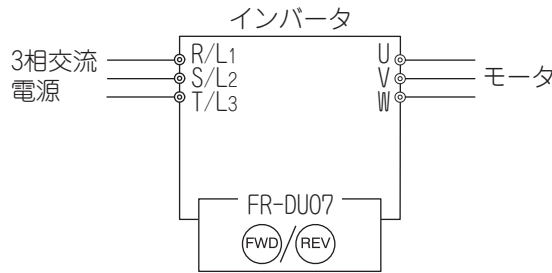 インバータ
3相交流
電源
R/L1
S/L2
T/L3
U
V
W
モータ
FR-DU07
FWD/REV